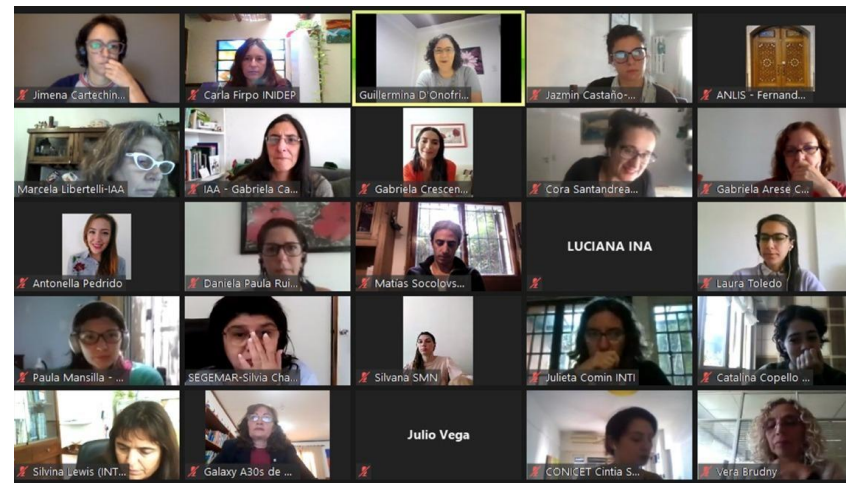 Jimena Cartechin...
Carla Firpo INIDEP
Guillermina D'Onofri...
Jazmin Castaño-...
ANLIS - Fernand...
Marcela Libertelli-IAA
IAA - Gabriela Ca...
Gabriela Crescen...
Cora Santandrea...
Gabriela Arese C...
Antonella Pedrido
Daniela Paula Rui...
Matías Socolovs...
LUCIANA INA
Laura Toledo
Paula Mansilla - ...
SEGEMAR-Silvia Cha...
Silvana SMN
Julieta Comin INTI
Catalina Copello ...
Silvina Lewis (INT...
Galaxy A30s de ...
Julio Vega
CONICET Cintia S...
Vera Brudny